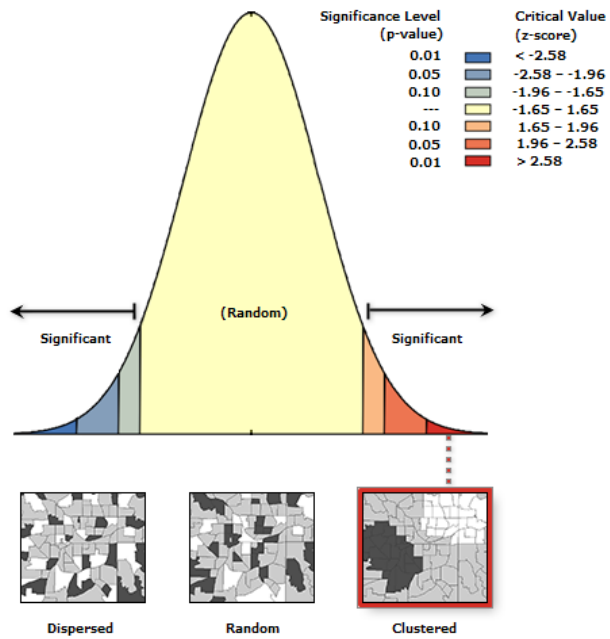 Significance Level Critical Value
(p-value) (z-score)
0.01 < -2.58
0.05 -2.58 – -1.96
0.10 -1.96 – -1.65
--- -1.65 – 1.65
0.10 1.65 – 1.96
0.05 1.96 – 2.58
0.01 > 2.58
(Random)
Significant Significant
Dispersed Random Clustered